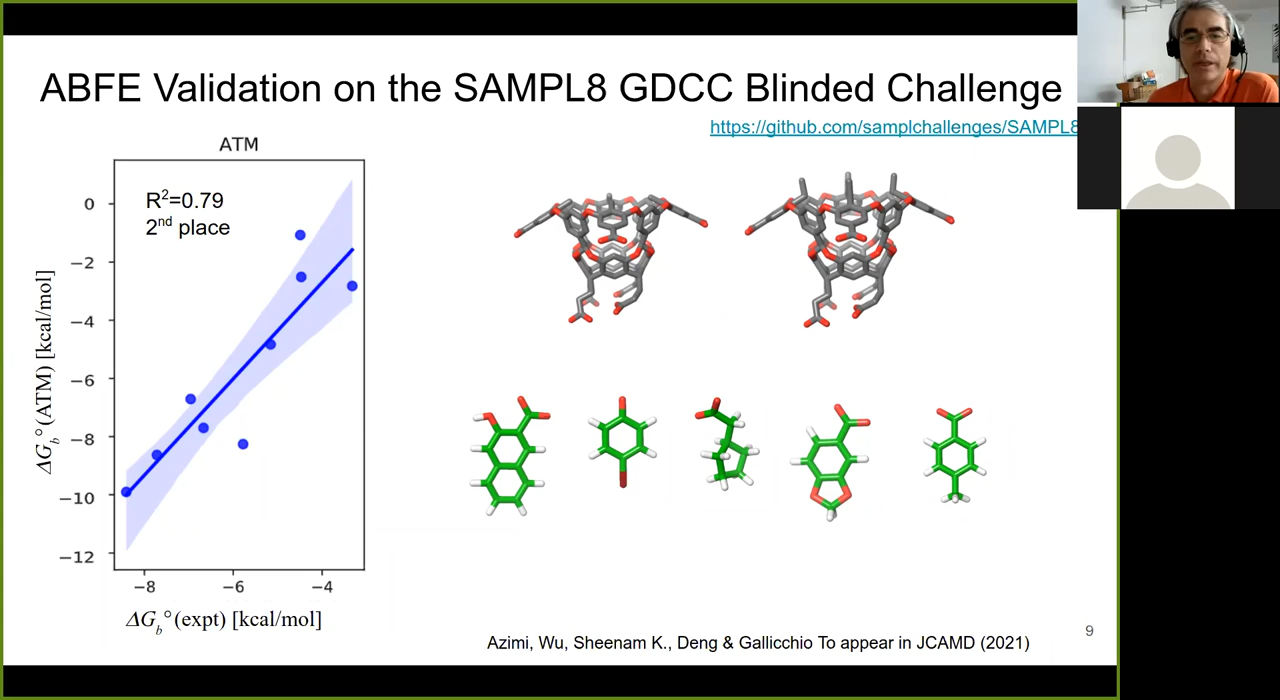 ABFE Validation on the SAMPL8 GDCC Blinded Challenge
https://github.com/samplchallenges/SAMPL8
ATM
R²=0.79
2nd place
0
−2
−4
−6
−8
−10
−12
ΔG_b°(ATM) [kcal/mol]
−8 −6 −4
ΔG_b°(expt) [kcal/mol]
9
Azimi, Wu, Sheenam K., Deng & Gallicchio To appear in JCAMD (2021)